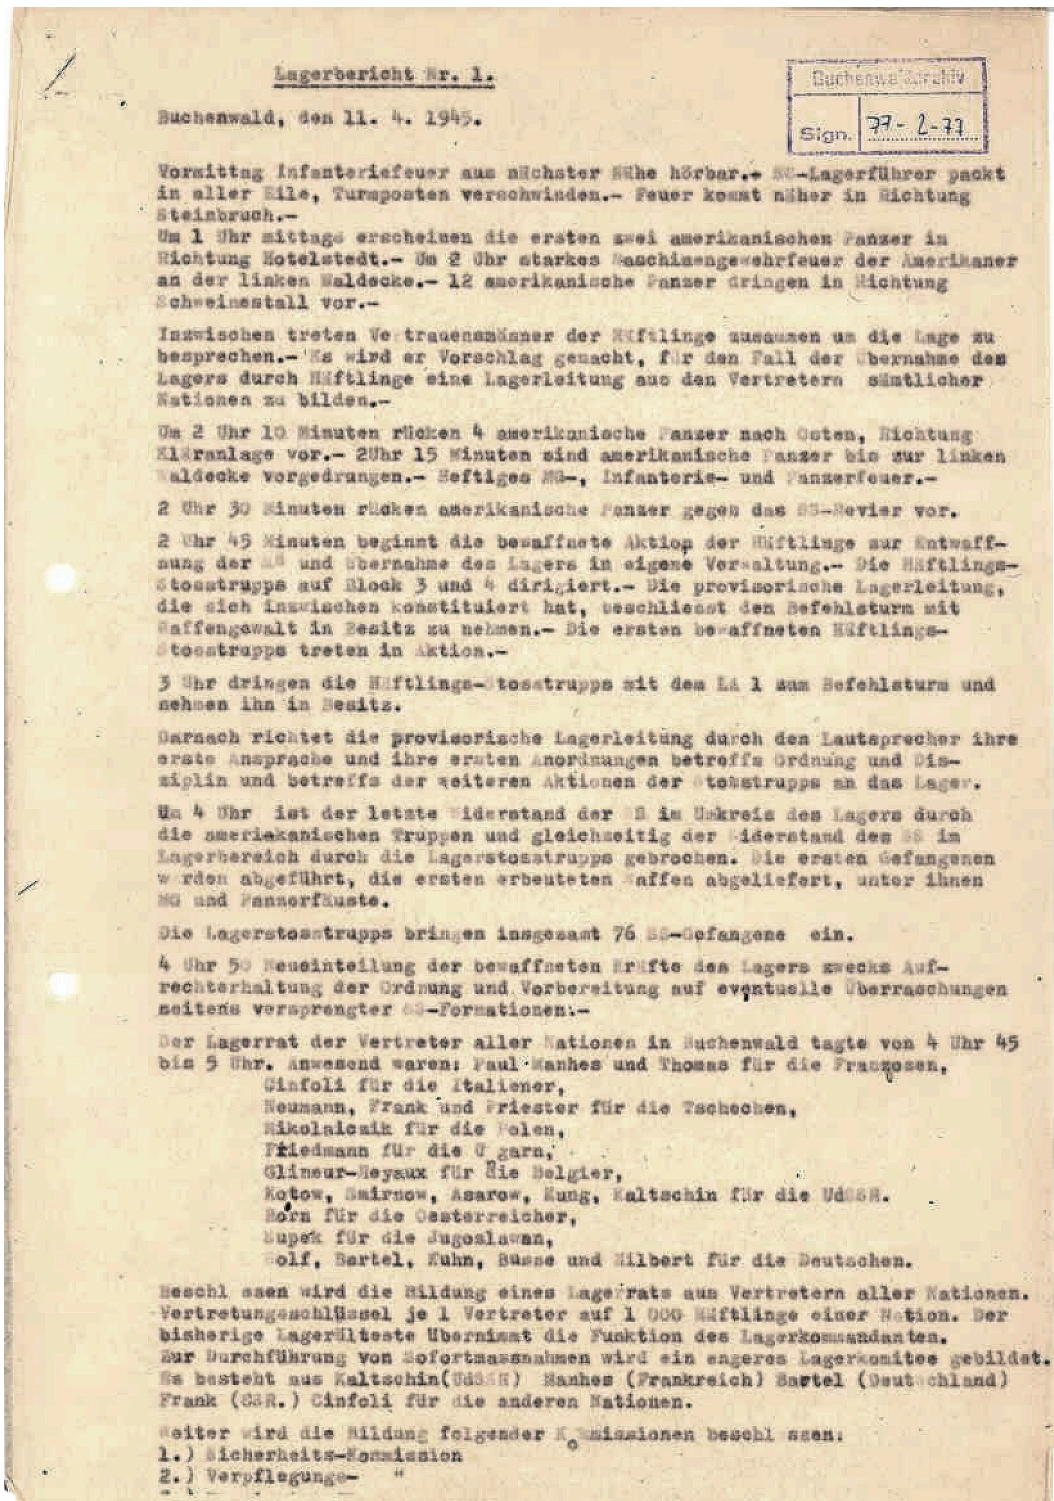 Lagerbericht Nr. 1.
Buchenwaldarchiv
Sign. 77-2-77
Buchenwald, den 11. 4. 1945.
Vormittag Infanteriefeuer aus nächster Nähe hörbar.- SS-Lagerführer packt
in aller Eile, Turmposten verschwinden.- Feuer kommt näher in Richtung
Steinbruch.-
Um 1 Uhr mittags erscheinen die ersten zwei amerikanischen Panzer in
Richtung Hotelstedt.- Um 2 Uhr starkes Maschinengewehrfeuer der Amerikaner
an der linken Waldecke.- 12 amerikanische Panzer dringen in Richtung
Schweinestall vor.-
Inzwischen treten Vertrauensmänner der Häftlinge zusammen um die Lage zu
besprechen.- Es wird er Vorschlag gemacht, für den Fall der Übernahme des
Lagers durch Häftlinge eine Lagerleitung aus den Vertretern sämtlicher
Nationen zu bilden.-
Um 2 Uhr 10 Minuten rücken 4 amerikanische Panzer nach Osten, Richtung
Kläranlage vor.- 2Uhr 15 Minuten sind amerikanische Panzer bis zur linken
Waldecke vorgedrungen.- Heftiges MG-, Infanterie- und Panzerfeuer.-
2 Uhr 30 Minuten rücken amerikanische Panzer gegen das SS-Revier vor.
2 Uhr 45 Minuten beginnt die bewaffnete Aktion der Häftlinge zur Entwaff-
nung der SS und Übernahme des Lagers in eigene Verwaltung.- Die Häftlings-
Stosstrupps auf Block 3 und 4 dirigiert.- Die provisorische Lagerleitung,
die sich inzwischen konstituiert hat, beschliesst den Befehlsturm mit
Waffengewalt in Besitz zu nehmen.- Die ersten bewaffneten Häftlings-
Stosstrupps treten in Aktion.-
3 Uhr dringen die Häftlings-Stosstrupps mit dem LA 1 zum Befehlsturm und
nehmen ihn in Besitz.
Darnach richtet die provisorische Lagerleitung durch den Lautsprecher ihre
erste Ansprache und ihre ersten Anordnungen betreffs Ordnung und Dis-
ziplin und betreffs der weiteren Aktionen der Stosstrupps an das Lager.
Um 4 Uhr ist der letzte Widerstand der SS im Umkreis des Lagers durch
die ameriekanischen Truppen und gleichzeitig der Widerstand des SS im
Lagerbereich durch die Lagerstosstrupps gebrochen. Die ersten Gefangenen
werden abgeführt, die ersten erbeuteten Waffen abgeliefert, unter ihnen
MG und Panzerfäuste.
Die Lagerstosstrupps bringen insgesamt 76 SS-Gefangene ein.
4 Uhr 50 Neueinteilung der bewaffneten Kräfte des Lagers zwecks Auf-
rechterhaltung der Ordnung und Vorbereitung auf eventuelle Überraschungen
seitens versprengter SS-Formationen.-
Der Lagerrat der Vertreter aller Nationen in Buchenwald tagte von 4 Uhr 45
bis 5 Uhr. Anwesend waren: Paul Manhes und Thomas für die Franzosen,
Cinfoli für die Italiener,
Neumann, Frank und Priester für die Tschechen,
Nikolaicsik für die Polen,
Friedmann für die Ungarn,
Glineur-Heyaux für die Belgier,
Kotow, Smirnow, Asarow, Kung, Kaltschin für die UdSSR.
Horn für die Oesterreicher,
Kupek für die Jugoslawan,
Wolf, Bartel, Kuhn, Busse und Hilbert für die Deutschen.
Beschlossen wird die Bildung eines Lagerrats aus Vertretern aller Nationen.
Vertretungsschlüssel je 1 Vertreter auf 1 000 Häftlinge einer Nation. Der
bisherige Lagerälteste übernimmt die Funktion des Lagerkommandanten.
Zur Durchführung von Sofortmassnahmen wird ein engeres Lagerkomitee gebildet.
Es besteht aus Kaltschin(UdSSR) Manhes (Frankreich) Bartel (Deutschland)
Frank (CSR.) Cinfoli für die anderen Nationen.
Weiter wird die Bildung folgender Kommissionen beschlossen:
1.) Sicherheits-Kommission
2.) Verpflegungs- "